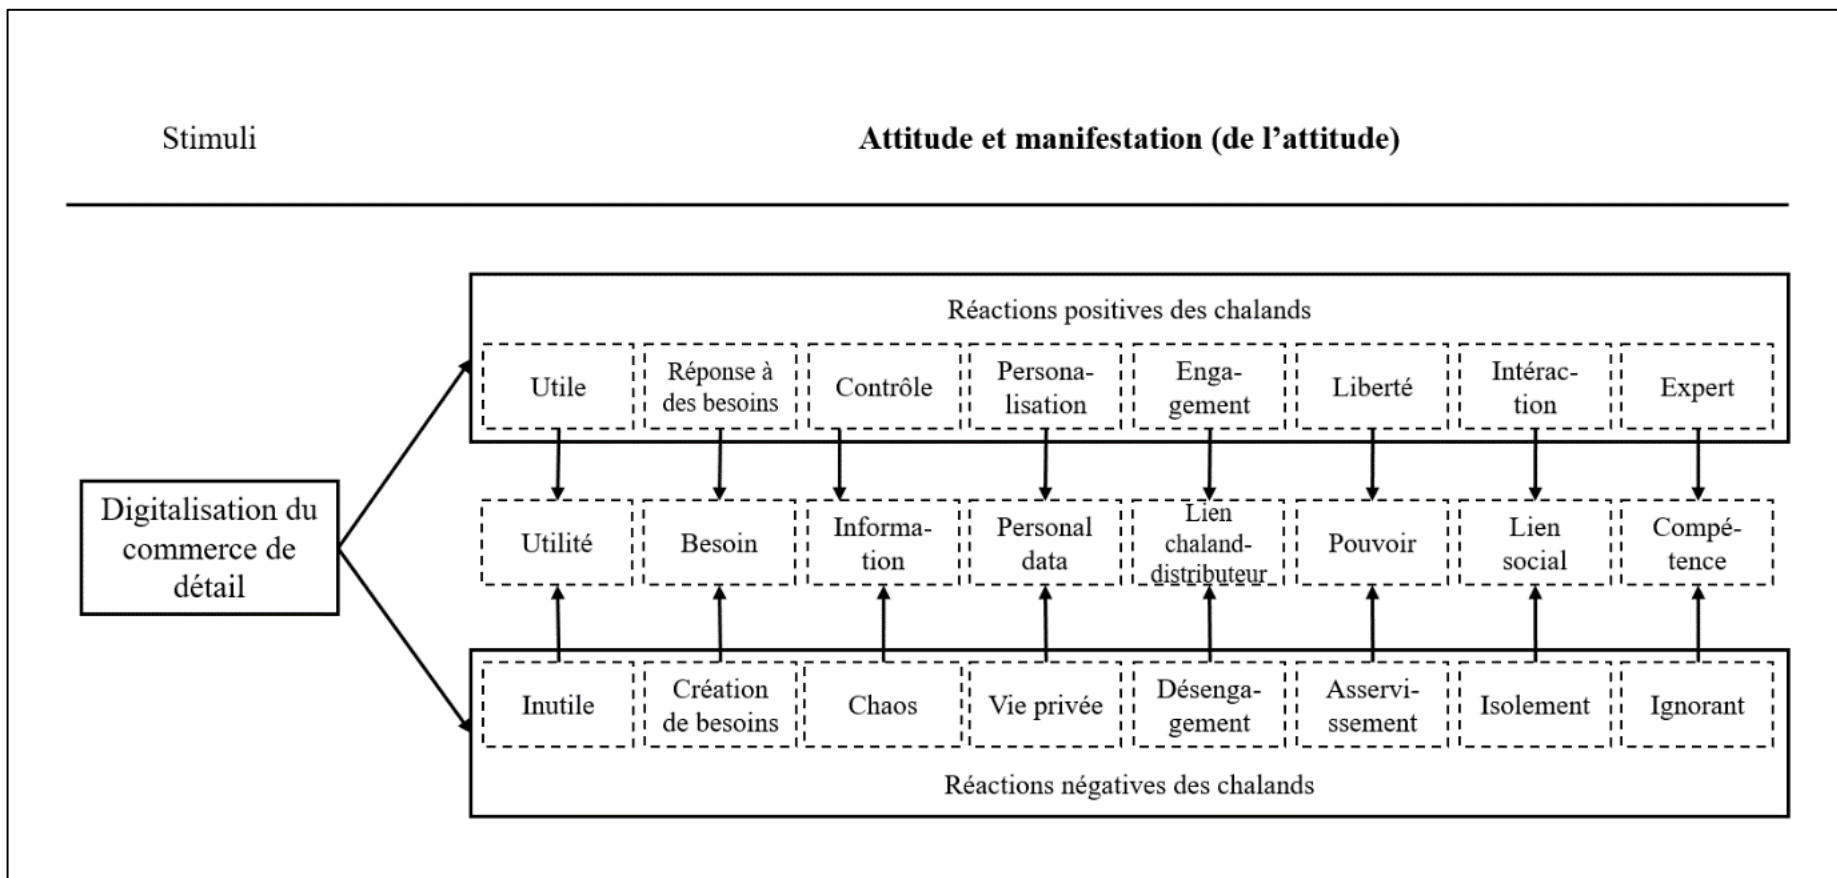 Stimuli
Attitude et manifestation (de l’attitude)
Réactions positives des chalands
Utile
Réponse à
des besoins
Contrôle
Persona-
lisation
Enga-
gement
Liberté
Intérac-
tion
Expert
Digitalisation du
commerce de
détail
Utilité
Besoin
Informa-
tion
Personal
data
Lien
chaland-
distributeur
Pouvoir
Lien
social
Compé-
tence
Inutile
Création
de besoins
Chaos
Vie privée
Désenga-
gement
Asservi-
ssement
Isolement
Ignorant
Réactions négatives des chalands